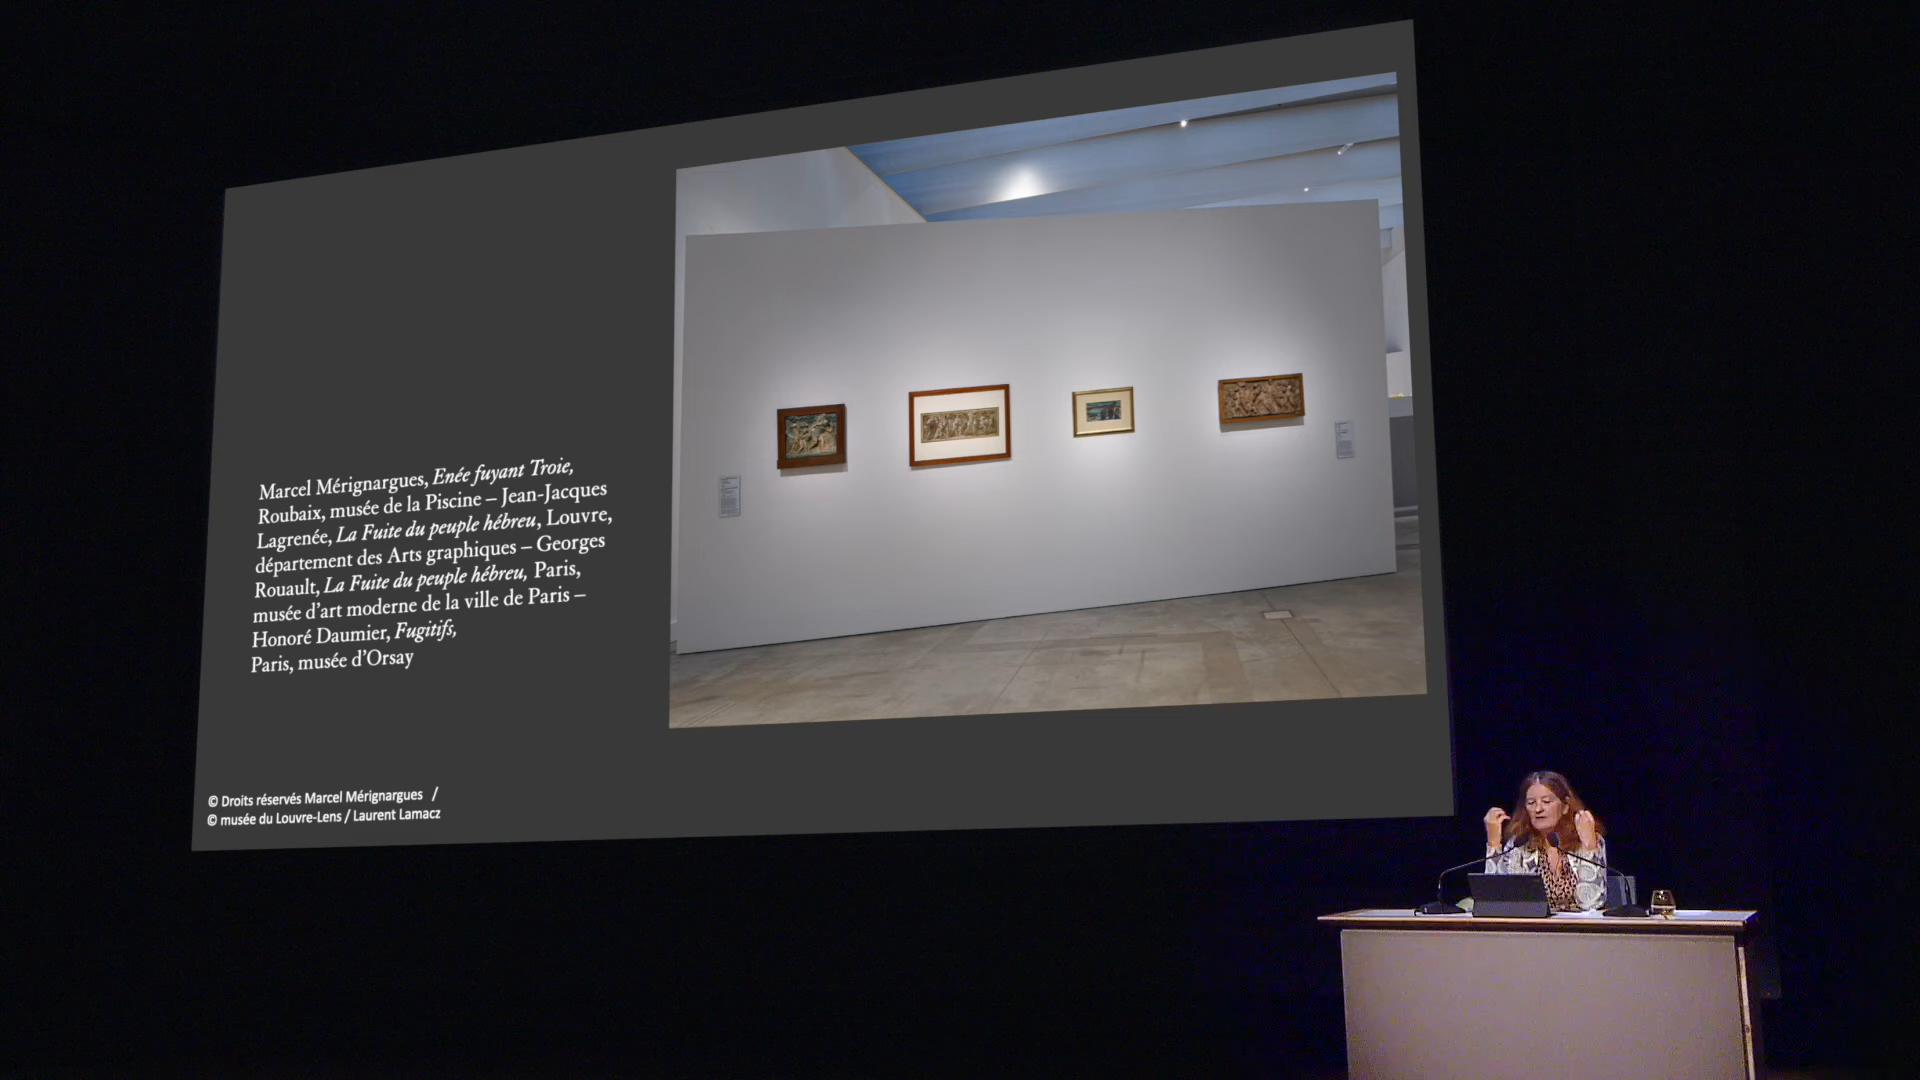 Marcel Mérignargues, Enée fuyant Troie,
Roubaix, musée de la Piscine – Jean-Jacques
Lagrenée, La Fuite du peuple hébreu, Louvre,
département des Arts graphiques – Georges
Rouault, La Fuite du peuple hébreu, Paris,
musée d’art moderne de la ville de Paris –
Honoré Daumier, Fugitifs,
Paris, musée d’Orsay
© Droits réservés Marcel Mérignargues /
© musée du Louvre-Lens / Laurent Lamacz